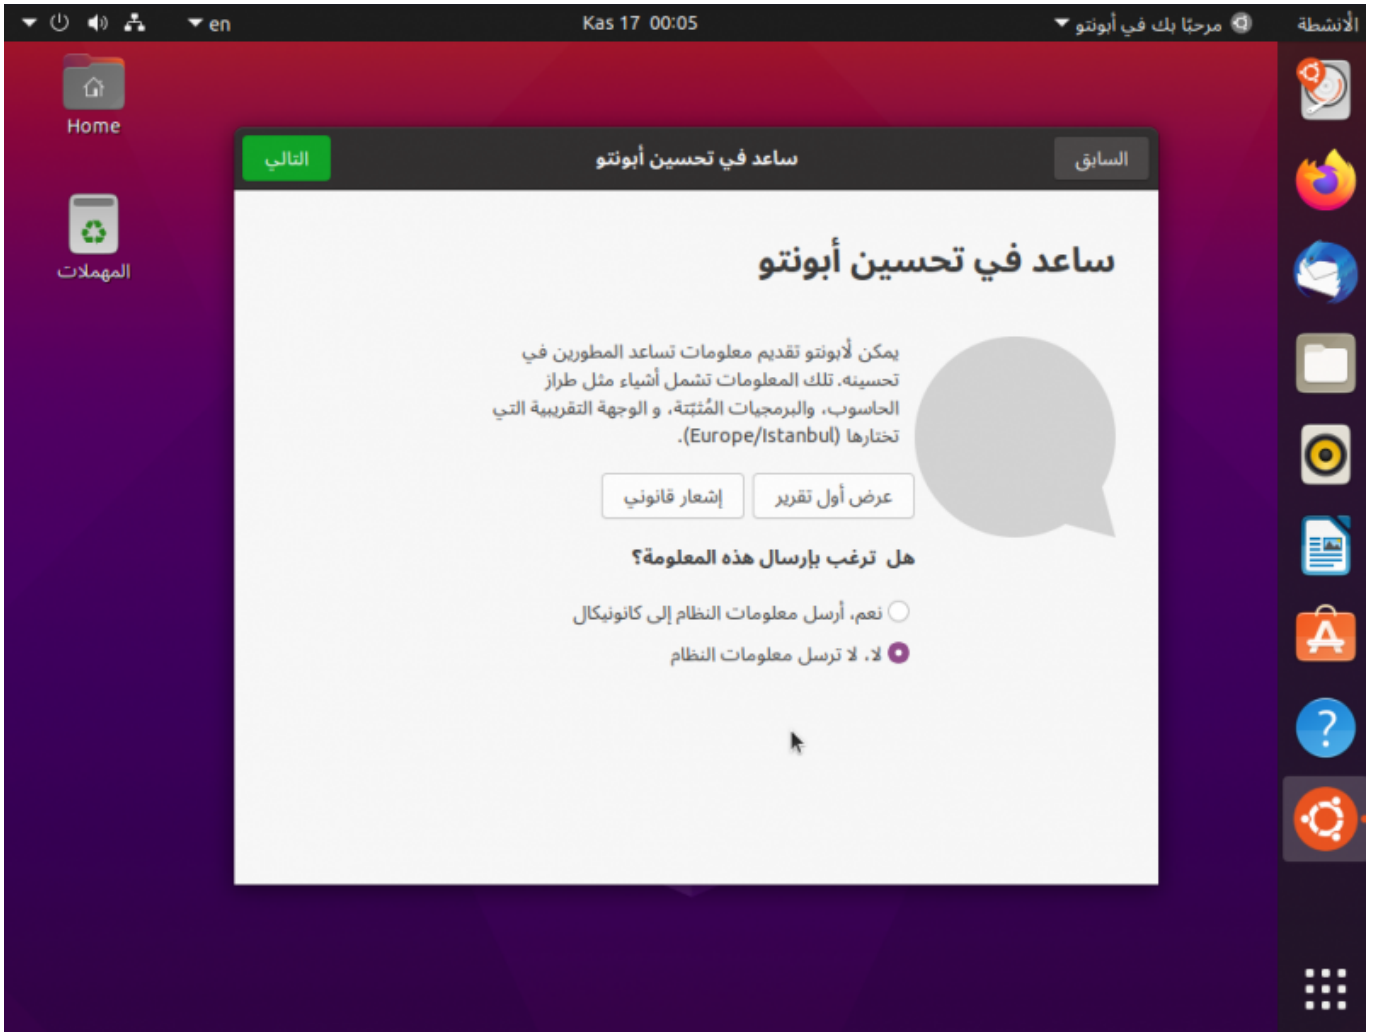 الأنشطة
مرحبًا بك في أبونتو
Kas 17 00:05
en
Home
المهملات
السابق
ساعد في تحسين أبونتو
التالي
ساعد في تحسين أبونتو
يمكن لأبونتو تقديم معلومات تساعد المطورين في
تحسينه. تلك المعلومات تشمل أشياء مثل طراز
الحاسوب، والبرمجيات المُثبّتة، و الوجهة التقريبية التي
تختارها (Europe/Istanbul).
عرض أول تقرير
إشعار قانوني
هل ترغب بإرسال هذه المعلومة؟
نعم، أرسل معلومات النظام إلى كانونيكال
لا، لا ترسل معلومات النظام